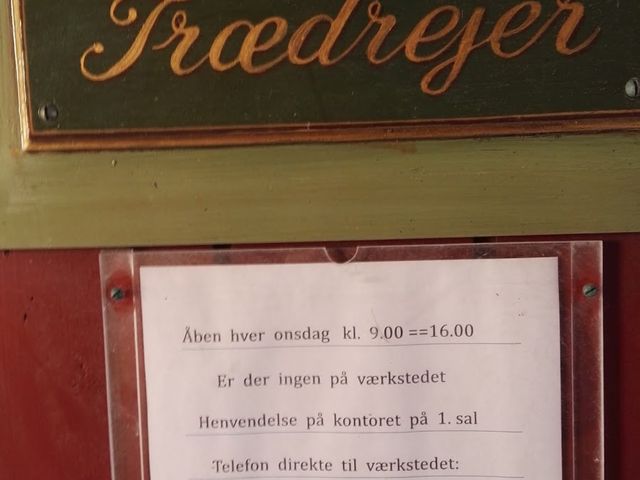 Trædrejer
Åben hver onsdag kl. 9.00 ==16.00
Er der ingen på værkstedet
Henvendelse på kontoret på 1. sal
Telefon direkte til værkstedet: